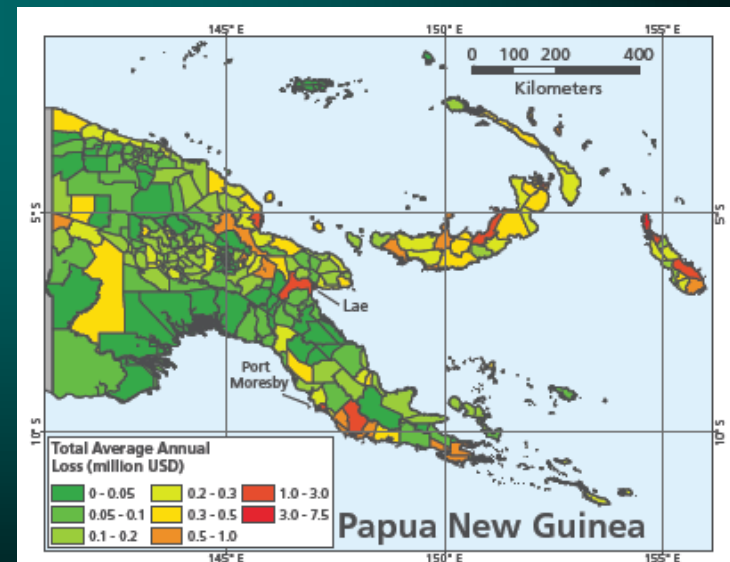 145° E 150° E 155° E
0 100 200 400
Kilometers
5°S 5°S
Lae
Port
Moresby
10°S 10°S
Total Average Annual
Loss (million USD)
0 - 0.05 0.2 - 0.3 1.0 - 3.0
0.05 - 0.1 0.3 - 0.5 3.0 - 7.5
0.1 - 0.2 0.5 - 1.0
Papua New Guinea
145° E 150° E 155° E